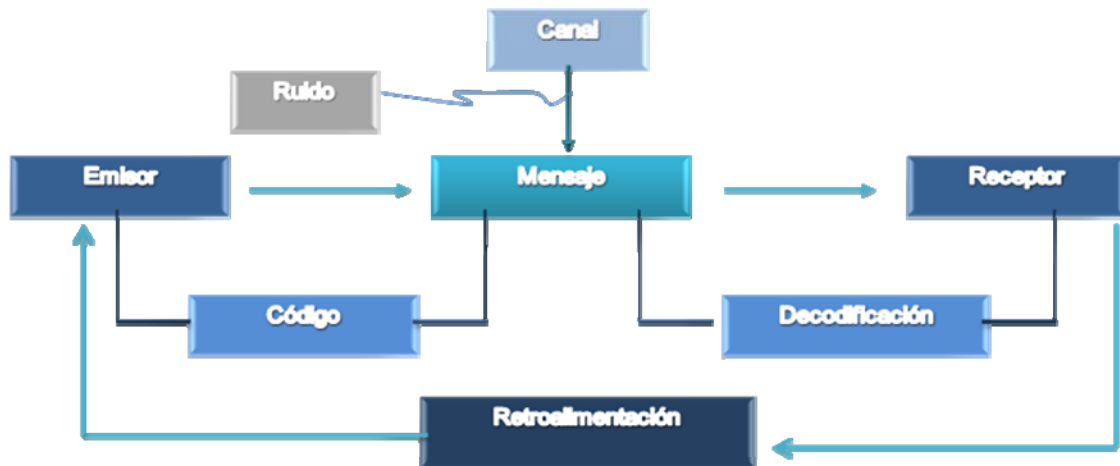 Canal
Ruido
Emisor
Mensaje
Receptor
Código
Decodificación
Retroalimentación